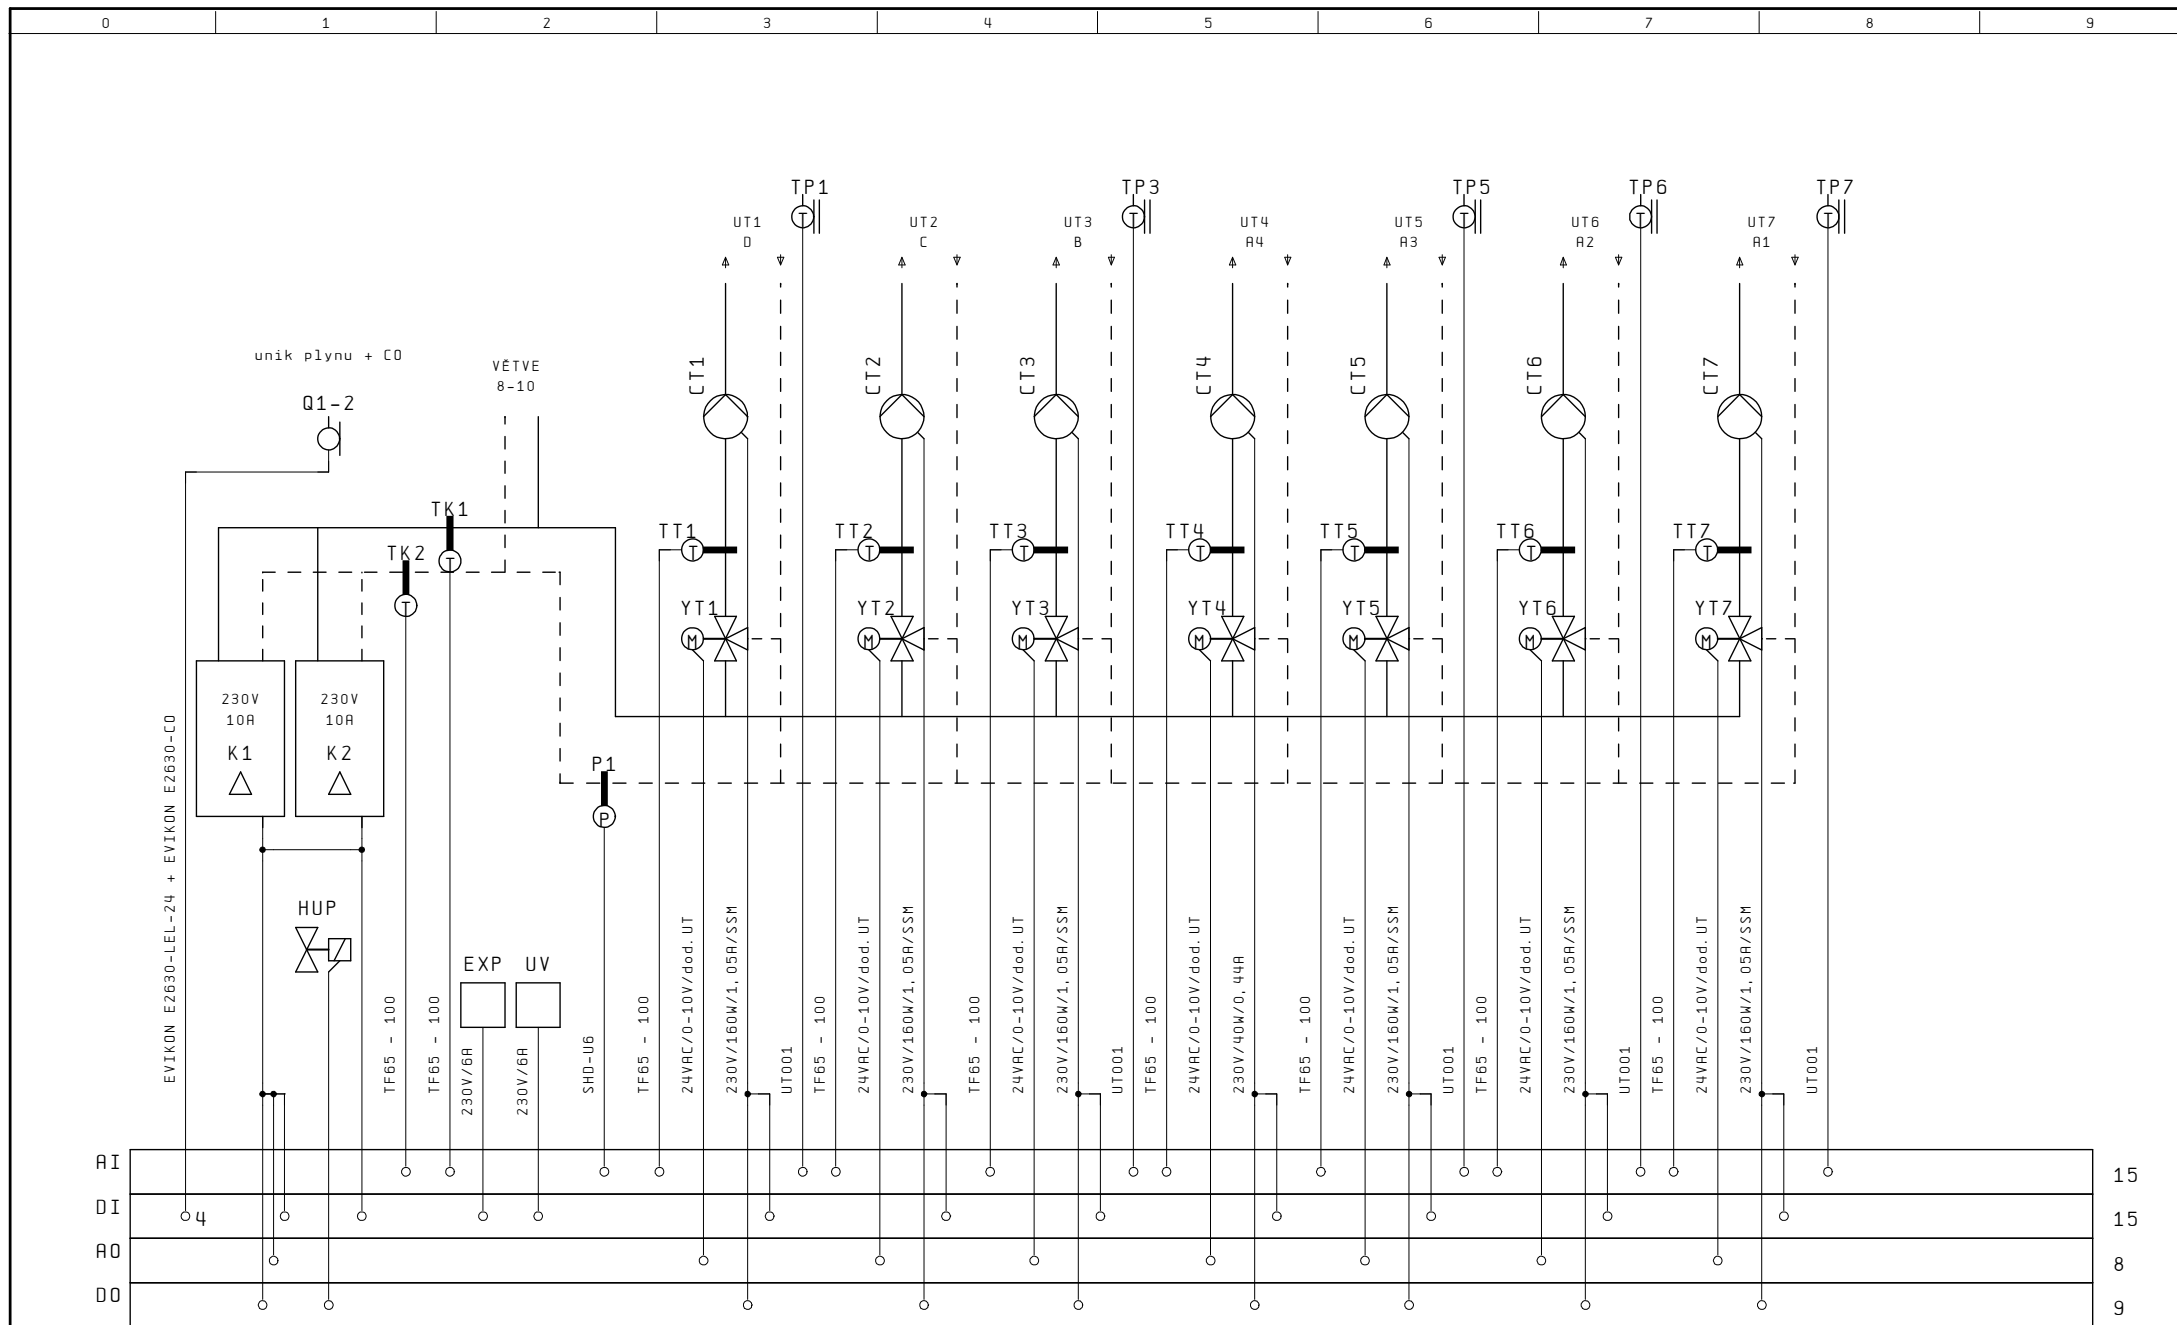 0 1 2 3 4 5 6 7 8 9
TP1 TP3 TP5 TP6 TP7
UT1 UT2 UT3 UT4 UT5 UT6 UT7
D C B A4 A3 A2 A1
unik plynu + CO
VĚTVE
8-10
Q1-2
CT1 CT2 CT3 CT4 CT5 CT6 CT7
TK1
TK2
TT1 TT2 TT3 TT4 TT5 TT6 TT7
T T T T T T T
YT1 YT2 YT3 YT4 YT5 YT6 YT7
M M M M M M M
230V 230V
10A 10A
K1 K2
P1
P
HUP
EXP UV
EVIKON E2630-LEL-24 + EVIKON E2630-CO
TF65 - 100
TF65 - 100
230V/6A
230V/6A
SHD-U6
TF65 - 100
24VAC/0-10V/dod.UT
230V/160W/1,05A/SSM
UT001
TF65 - 100
24VAC/0-10V/dod.UT
230V/160W/1,05A/SSM
TF65 - 100
24VAC/0-10V/dod.UT
230V/160W/1,05A/SSM
UT001
TF65 - 100
24VAC/0-10V/dod.UT
230V/40W/0,44A
TF65 - 100
24VAC/0-10V/dod.UT
230V/160W/1,05A/SSM
UT001
TF65 - 100
24VAC/0-10V/dod.UT
230V/160W/1,05A/SSM
UT001
TF65 - 100
24VAC/0-10V/dod.UT
230V/160W/1,05A/SSM
UT001
AI 15
DI 4 15
AO 8
DO 9